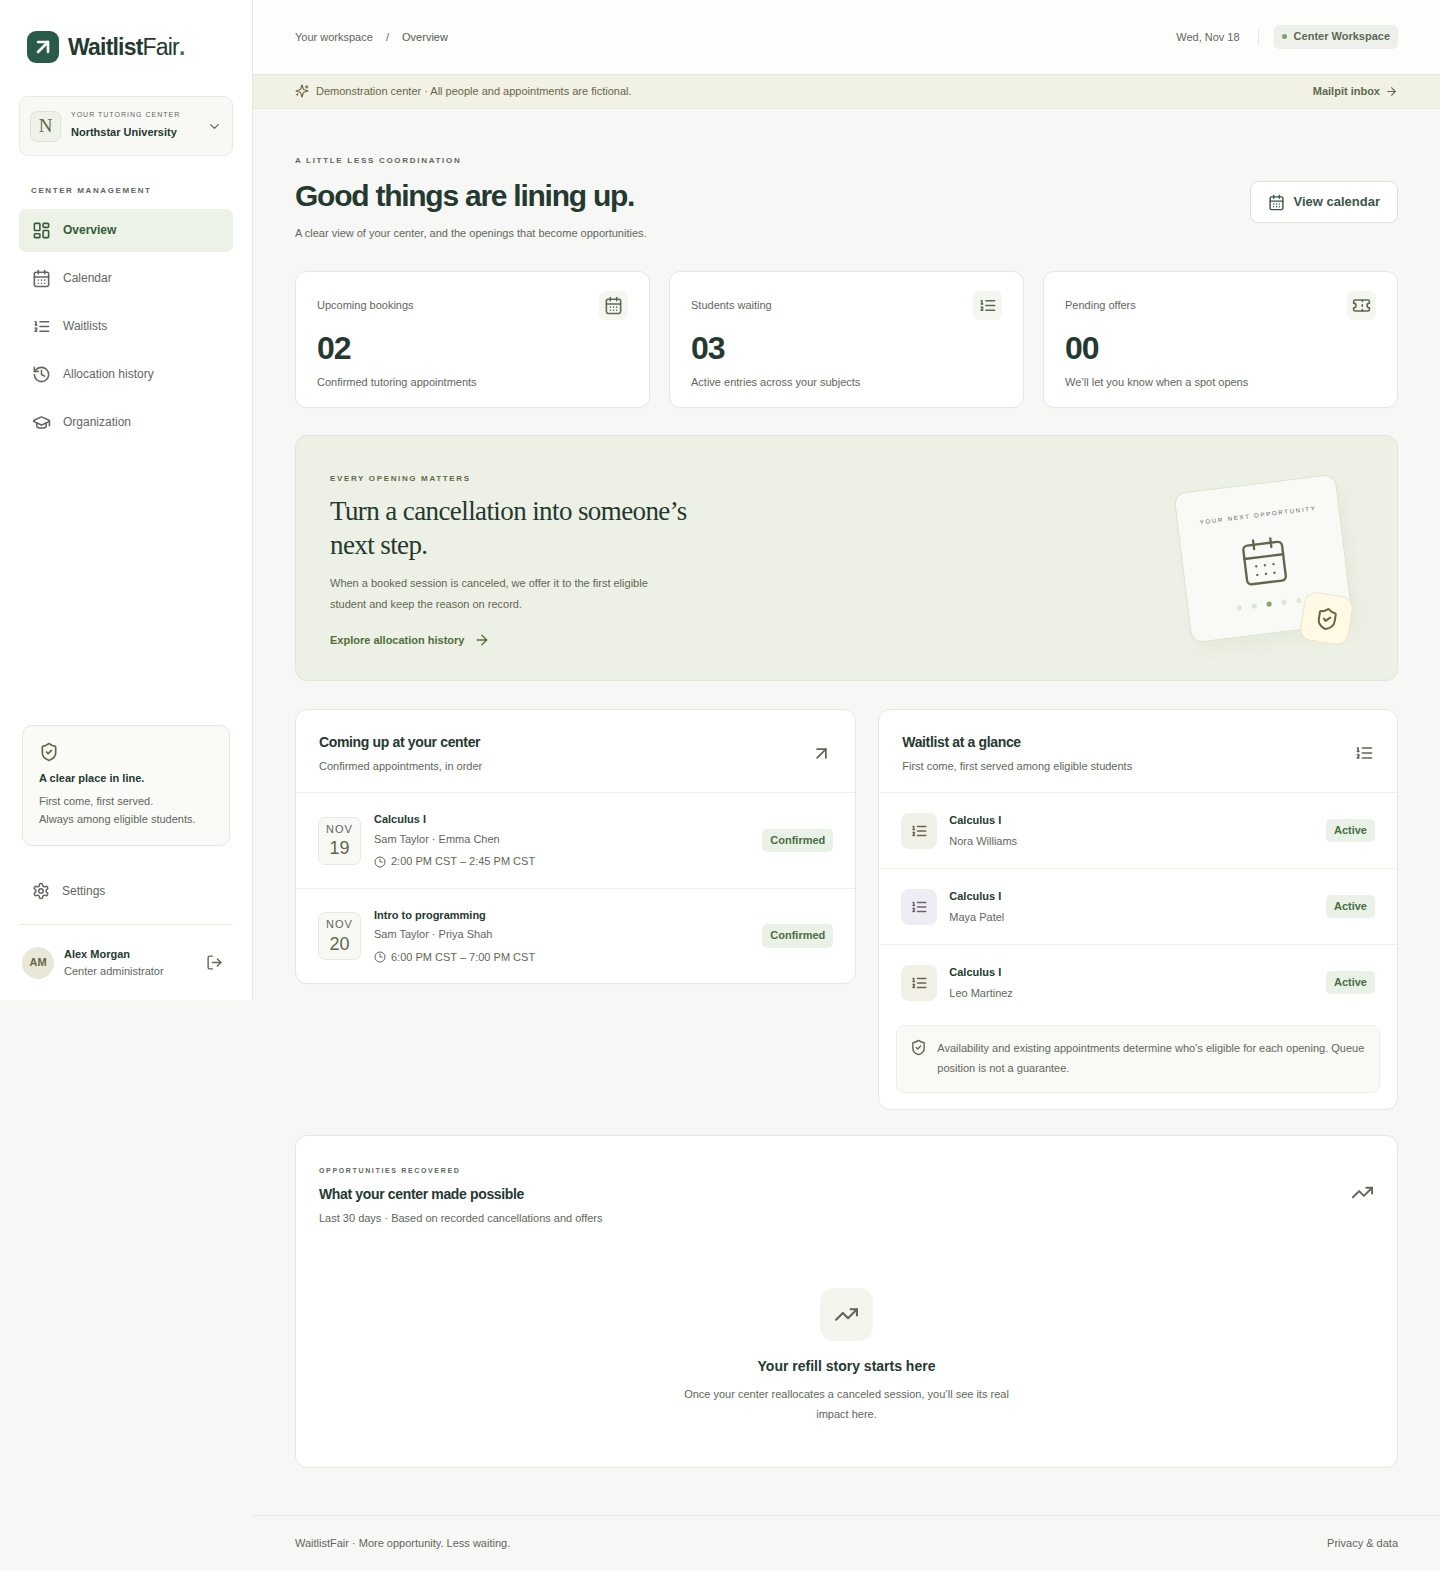 WaitlistFair.
YOUR TUTORING CENTER
N
Northstar University
CENTER MANAGEMENT
Overview
Calendar
Waitlists
Allocation history
Organization
A clear place in line.
First come, first served.
Always among eligible students.
Settings
AM
Alex Morgan
Center administrator
Your workspace / Overview
Wed, Nov 18
Center Workspace
Demonstration center · All people and appointments are fictional.
Mailpit inbox
A LITTLE LESS COORDINATION
Good things are lining up.
A clear view of your center, and the openings that become opportunities.
View calendar
Upcoming bookings
02
Confirmed tutoring appointments
Students waiting
03
Active entries across your subjects
Pending offers
00
We’ll let you know when a spot opens
EVERY OPENING MATTERS
Turn a cancellation into someone’s
next step.
When a booked session is canceled, we offer it to the first eligible
student and keep the reason on record.
Explore allocation history
YOUR NEXT OPPORTUNITY
Coming up at your center
Confirmed appointments, in order
NOV
19
Calculus I
Sam Taylor · Emma Chen
2:00 PM CST – 2:45 PM CST
Confirmed
NOV
20
Intro to programming
Sam Taylor · Priya Shah
6:00 PM CST – 7:00 PM CST
Confirmed
Waitlist at a glance
First come, first served among eligible students
Calculus I
Nora Williams
Active
Calculus I
Maya Patel
Active
Calculus I
Leo Martinez
Active
Availability and existing appointments determine who’s eligible for each opening. Queue
position is not a guarantee.
OPPORTUNITIES RECOVERED
What your center made possible
Last 30 days · Based on recorded cancellations and offers
Your refill story starts here
Once your center reallocates a canceled session, you’ll see its real
impact here.
WaitlistFair · More opportunity. Less waiting.
Privacy & data